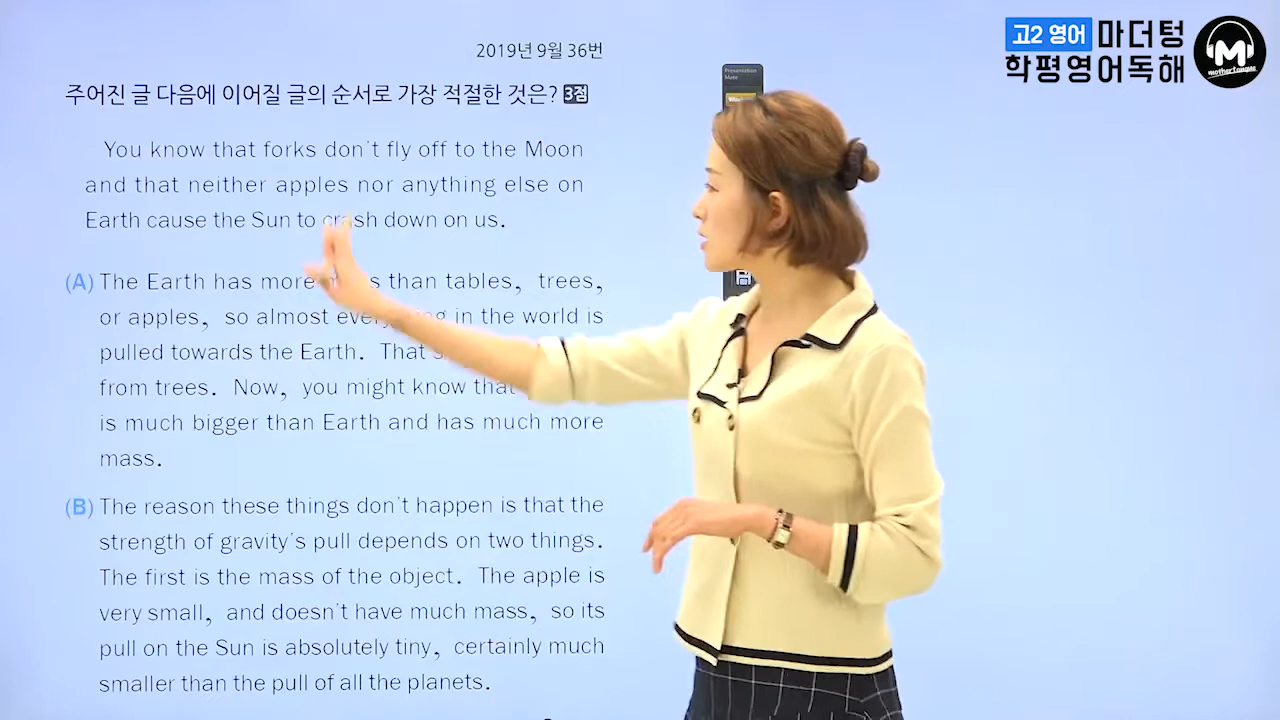 고2 영어 마더텅
학평영어독해
M
mothertongue
2019년 9월 36번
주어진 글 다음에 이어질 글의 순서로 가장 적절한 것은? 3점
Presentation
Mute
You know that forks don't fly off to the Moon
and that neither apples nor anything else on
Earth cause the Sun to crash down on us.
(A) The Earth has more than tables, trees,
or apples, so almost in the world is
pulled towards the Earth. That
from trees. Now, you might know
is much bigger than Earth and has much more
mass.
(B) The reason these things don't happen is that the
strength of gravity's pull depends on two things.
The first is the mass of the object. The apple is
very small, and doesn't have much mass, so its
pull on the Sun is absolutely tiny, certainly much
smaller than the pull of all the planets.